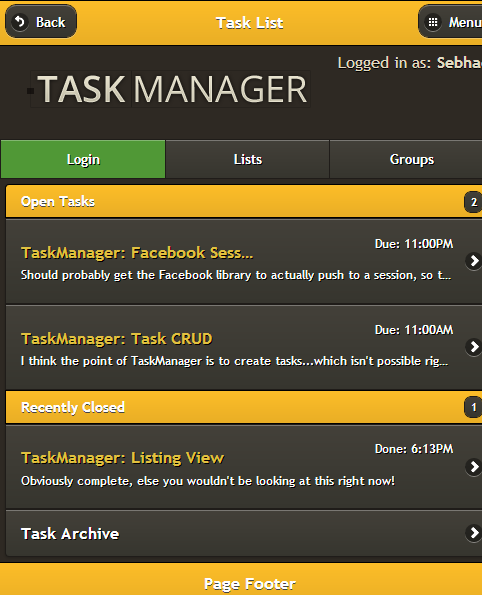 Back
Task List
Menu
Logged in as:
TASK MANAGER
Login
Lists
Groups
Open Tasks
2
Due: 11:00PM
TaskManager: Facebook Sess...
Should probably get the Facebook library to actually push to a session, so t...
Due: 11:00AM
TaskManager: Task CRUD
I think the point of TaskManager is to create tasks...which isn't possible rig...
Recently Closed
1
Done: 6:13PM
TaskManager: Listing View
Obviously complete, else you wouldn't be looking at this right now!
Task Archive
Page Footer